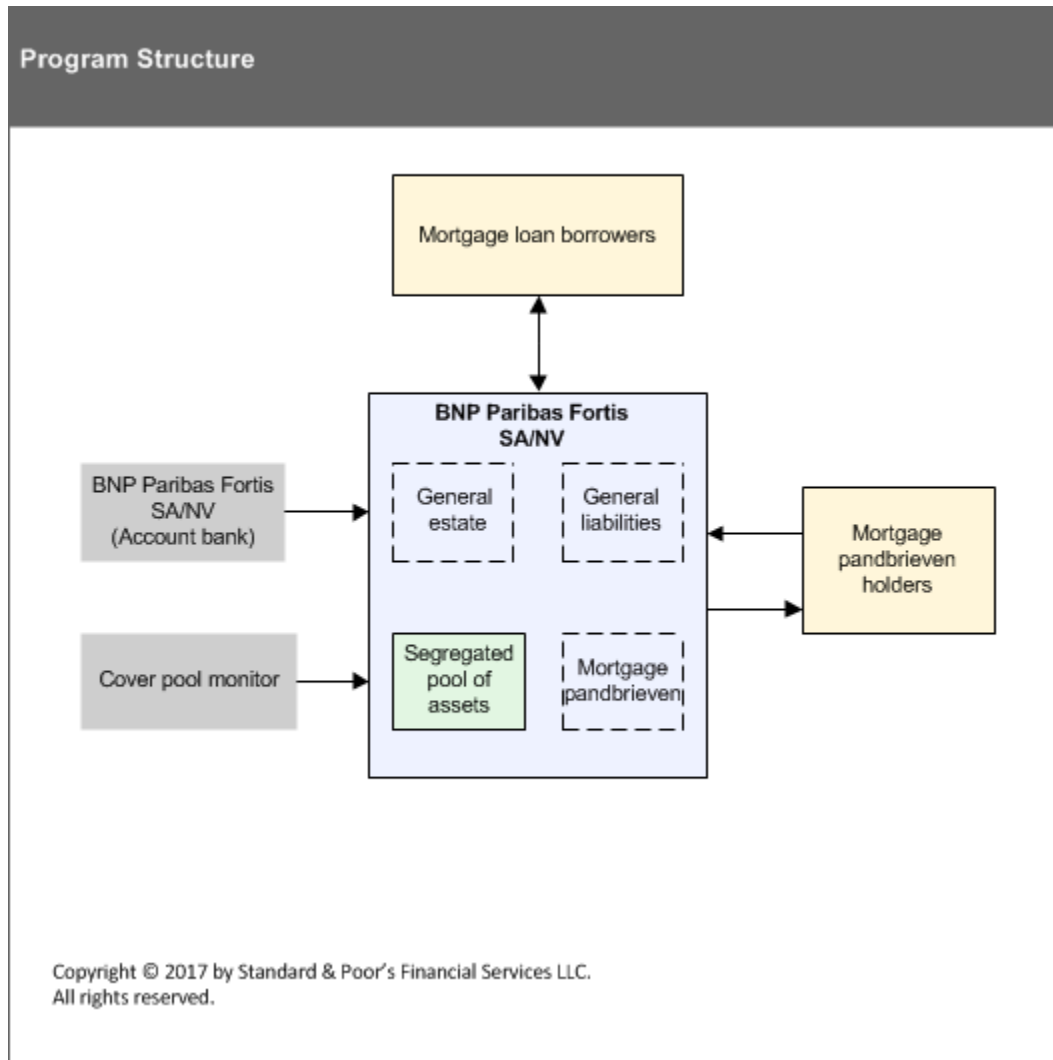 Program Structure
Mortgage loan borrowers
BNP Paribas Fortis
SA/NV
BNP Paribas Fortis
SA/NV
(Account bank)
General
estate
General
liabilities
Mortgage
pandbrieven
holders
Cover pool monitor
Segregated
pool of
assets
Mortgage
pandbrieven
Copyright © 2017 by Standard & Poor's Financial Services LLC.
All rights reserved.